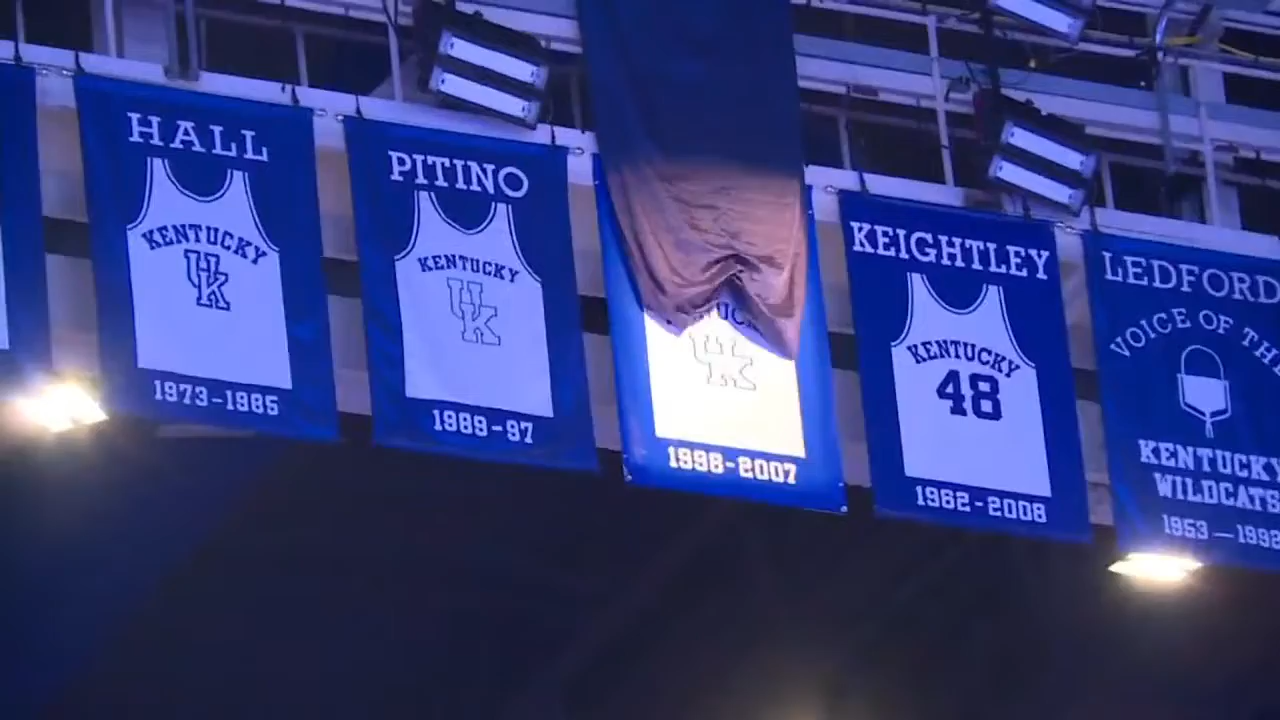 HALL
KENTUCKY
UK
1973-1985
PITINO
KENTUCKY
UK
1989-97
UK
1998-2007
KEIGHTLEY
KENTUCKY
48
1962-2008
LEDFORD
VOICE OF THE
KENTUCKY
WILDCATS
1953-1992